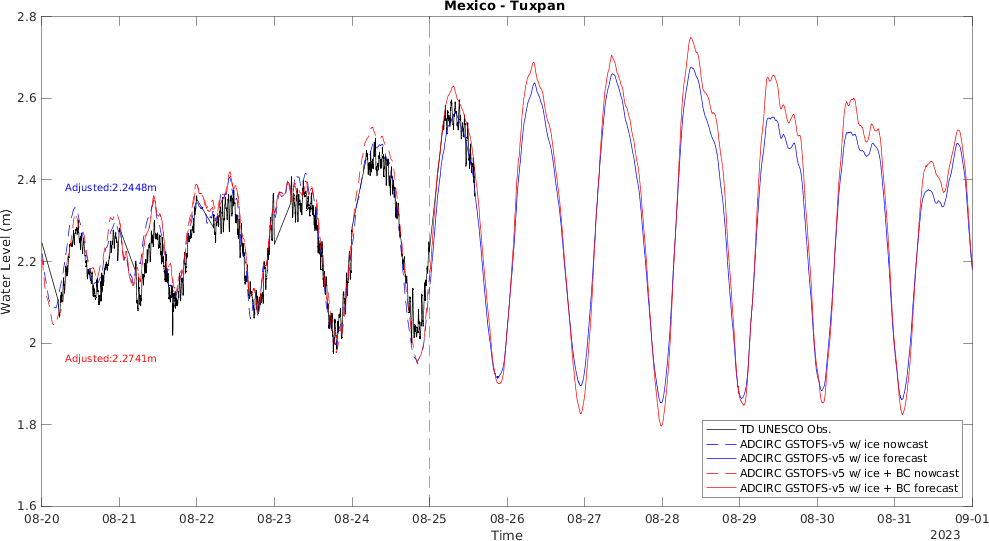 Mexico - Tuxpan
Water Level (m)
2.8
2.6
2.4
2.2
2
1.8
1.6
Adjusted:2.2448m
Adjusted:2.2741m
TD UNESCO Obs.
ADCIRC GSTOFS-v5 w/ ice nowcast
ADCIRC GSTOFS-v5 w/ ice forecast
ADCIRC GSTOFS-v5 w/ ice + BC nowcast
ADCIRC GSTOFS-v5 w/ ice + BC forecast
08-20 08-21 08-22 08-23 08-24 08-25 08-26 08-27 08-28 08-29 08-30 08-31 09-01
Time
2023